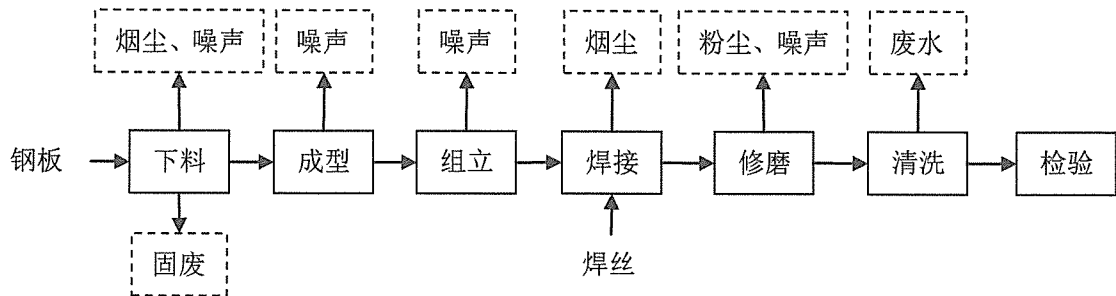 烟尘、噪声
噪声
噪声
烟尘
粉尘、噪声
废水
钢板
下料
成型
组立
焊接
修磨
清洗
检验
固废
焊丝